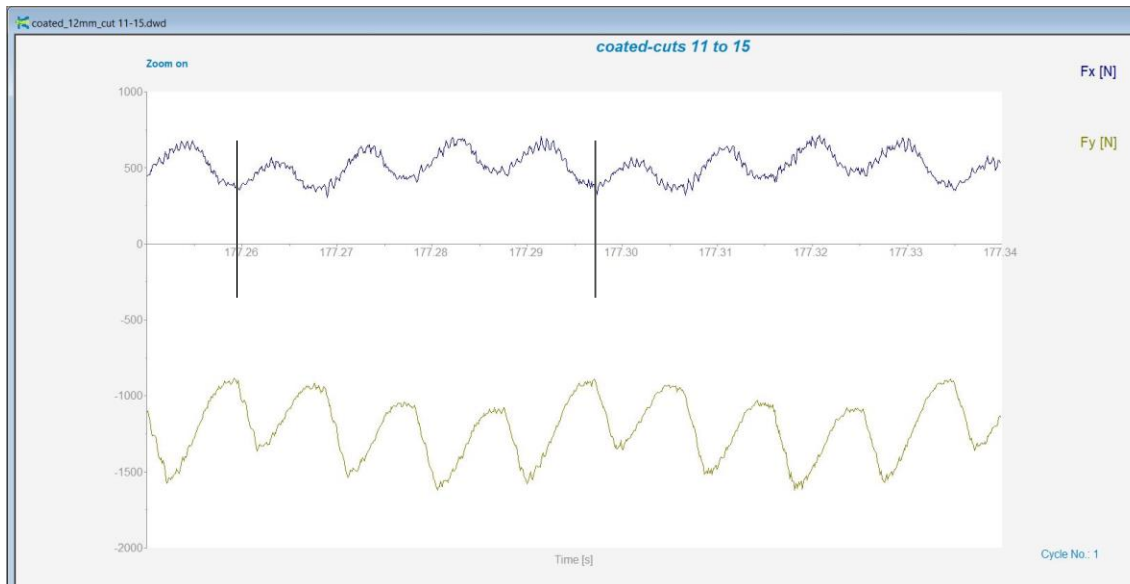 coated_12mm_cut 11-15.dwd
coated-cuts 11 to 15
Zoom on
Fx [N]
Fy [N]
1000
500
0
177.26 177.27 177.28 177.29 177.30 177.31 177.32 177.33 177.34
-500
-1000
-1500
-2000
Time [s]
Cycle No.: 1